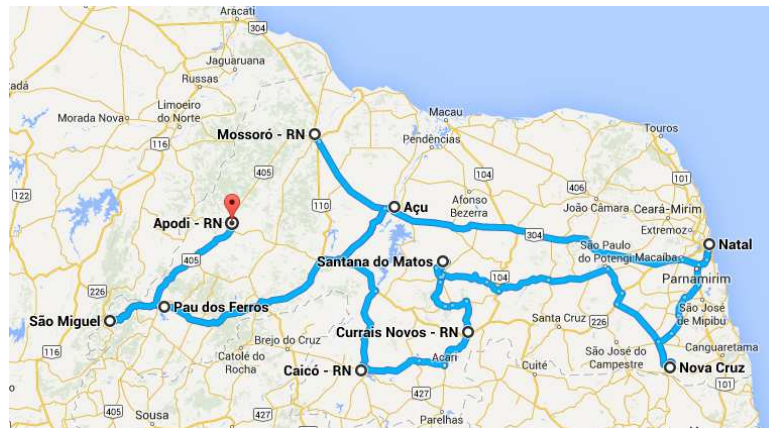 Aracati
304
Jaguaruana
adá
Russas
Limoeiro
do Norte
Morada Nova
116
116
Mossoró - RN
Macau
Pendências
Touros
122
405
110
104
406
101
Açu
Afonso
Bezerra
João Câmara
Ceará-Mirim
Extremoz
Apodi - RN
304
Natal
405
Santana do Matos
São Paulo
do Potengi
Macaíba
Parnamirim
104
226
Pau dos Ferros
São Miguel
São José
de Mipibu
Currais Novos - RN
Santa Cruz
226
Brejo do Cruz
Catolé do
Rocha
Acari
Cuité
São José do
Campestre
Canguaretama
Caicó - RN
Nova Cruz
101
427
405
Sousa
427
Parelhas
104